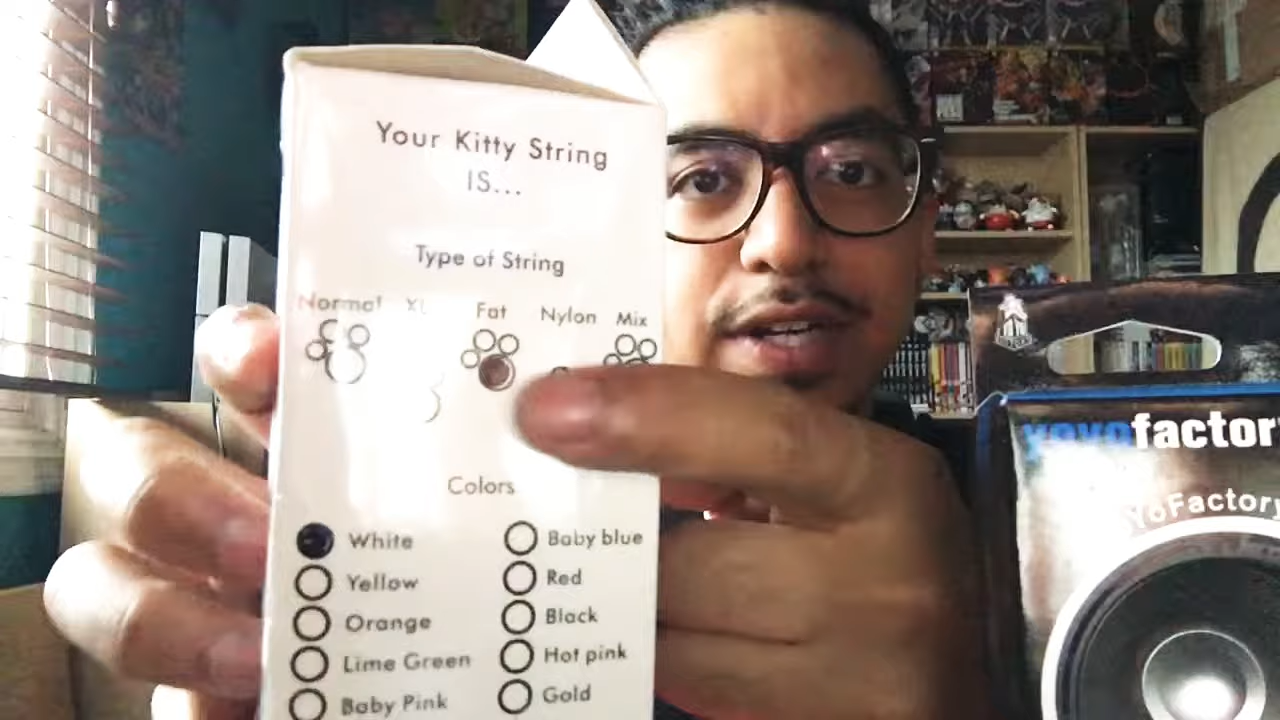 Your Kitty String
IS...
Type of String
Normal XL Fat Nylon Mix
Colors
White Baby blue
Yellow Red
Orange Black
Lime Green Hot pink
Baby Pink Gold
yoyofactory
YoFactory